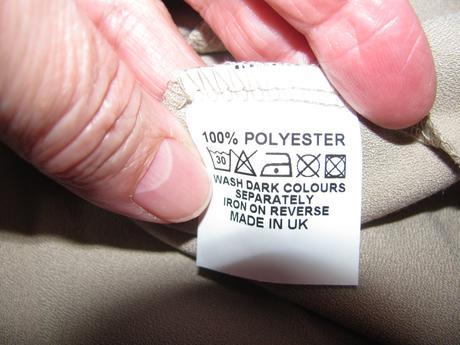 100% POLYESTER
30
WASH DARK COLOURS
SEPARATELY
IRON ON REVERSE
MADE IN UK